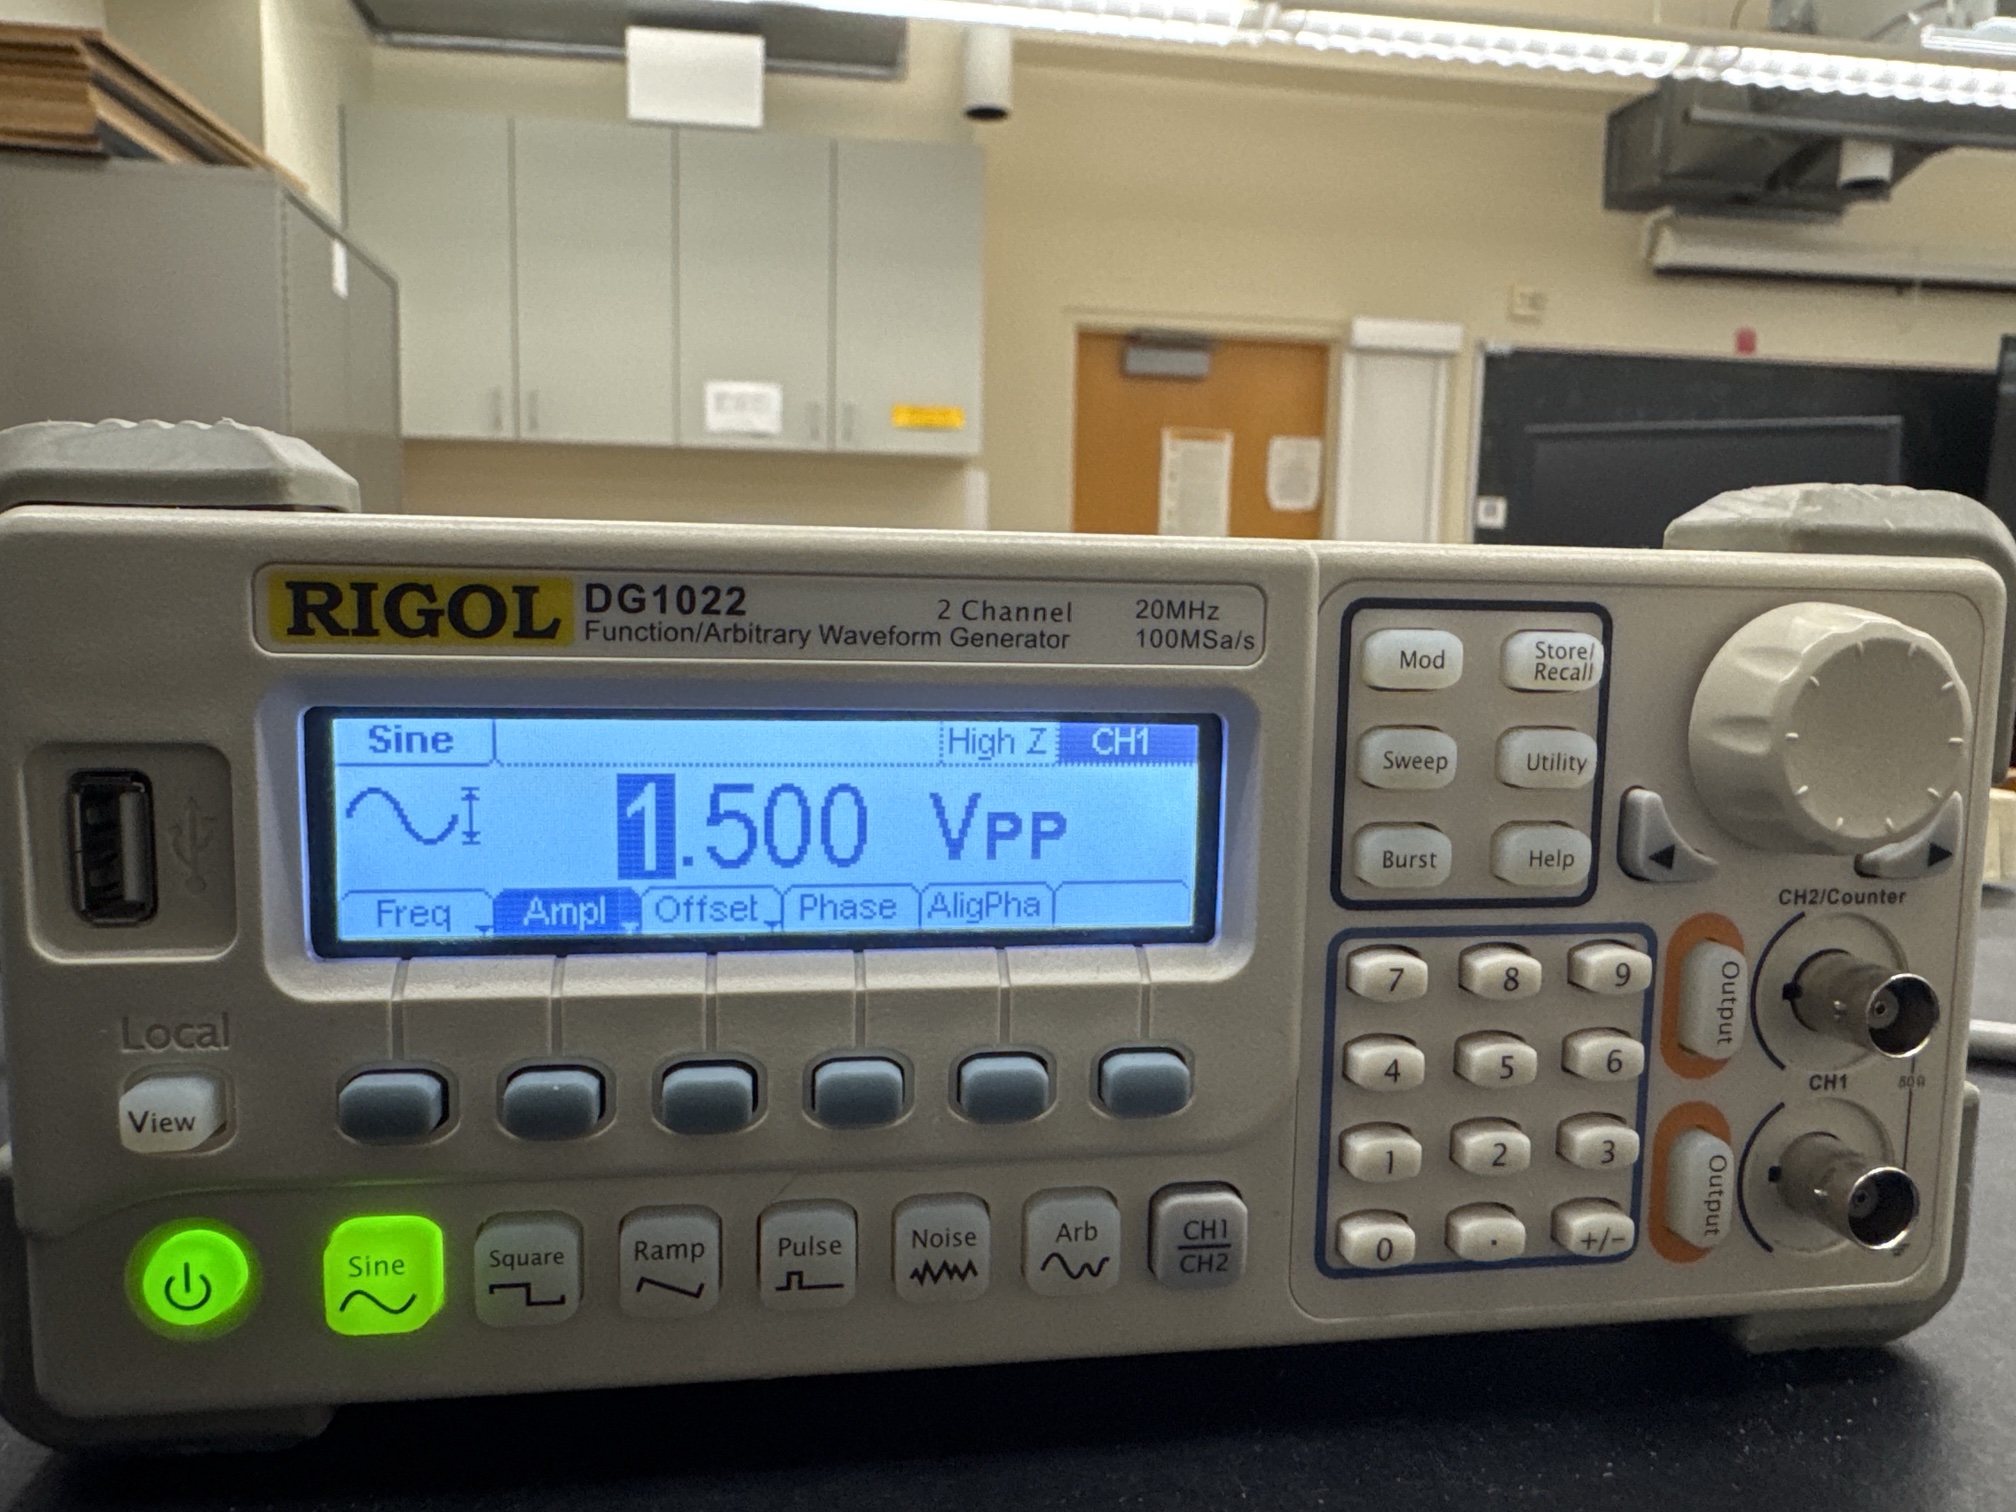 RIGOL DG1022 2 Channel 20MHz
Function/Arbitrary Waveform Generator 100MSa/s
Sine High Z CH1
1.500 VPP
Freq Ampl Offset Phase AligPha
Local
View
Sine Square Ramp Pulse Noise Arb CH1
CH2
Mod Store/
Recall
Sweep Utility
Burst Help
CH2/Counter
7 8 9 Output
4 5 6
CH1 50Ω
1 2 3 Output
0 . +/-